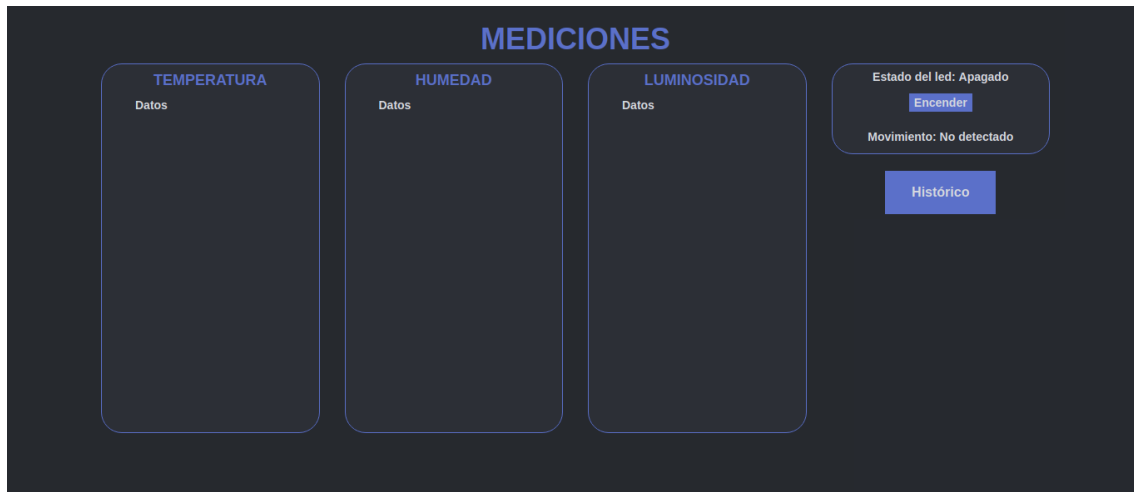 MEDICIONES
TEMPERATURA
Datos
HUMEDAD
Datos
LUMINOSIDAD
Datos
Estado del led: Apagado
Encender
Movimiento: No detectado
Histórico